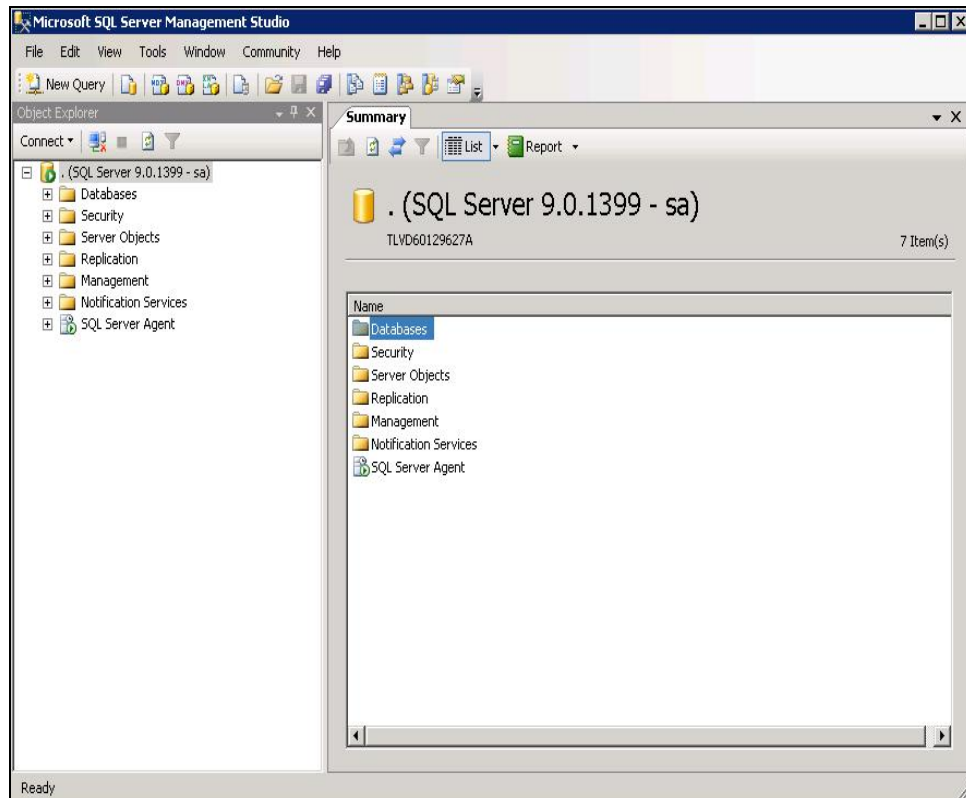 Microsoft SQL Server Management Studio
File Edit View Tools Window Community Help
New Query
Object Explorer
Connect
. (SQL Server 9.0.1399 - sa)
Databases
Security
Server Objects
Replication
Management
Notification Services
SQL Server Agent
Summary
List Report
. (SQL Server 9.0.1399 - sa)
TLVD60129627A 7 Item(s)
Name
Databases
Security
Server Objects
Replication
Management
Notification Services
SQL Server Agent
Ready